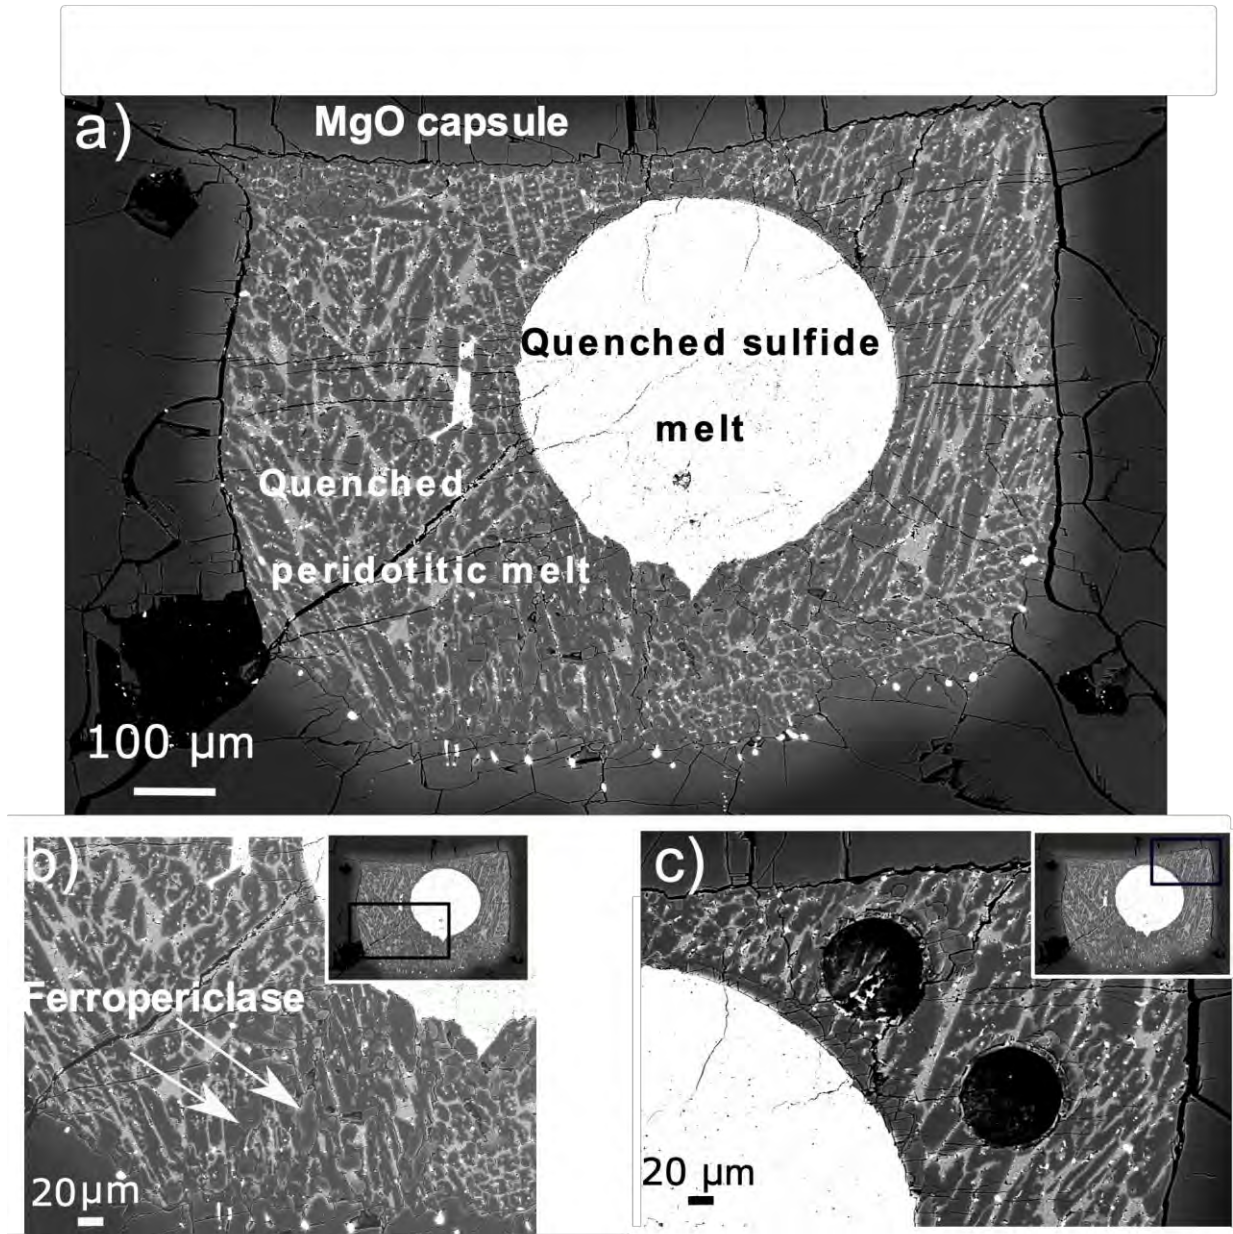 a)
MgO capsule
Quenched sulfide
melt
Quenched
peridotitic melt
100 µm
b)
Ferropericlase
20µm
c)
20 µm